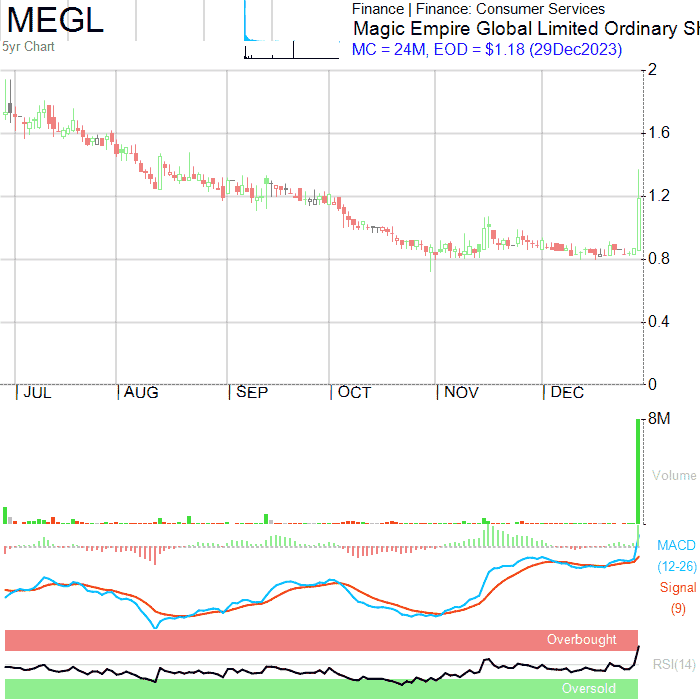 MEGL
5yr Chart
Finance | Finance: Consumer Services
Magic Empire Global Limited Ordinary
MC = 24M, EOD = $1.18 (29Dec2023)
2
1.6
1.2
0.8
0.4
0
JUL AUG SEP OCT NOV DEC
8M
Volume
MACD
(12-26)
Signal
(9)
Overbought
RSI(14)
Oversold